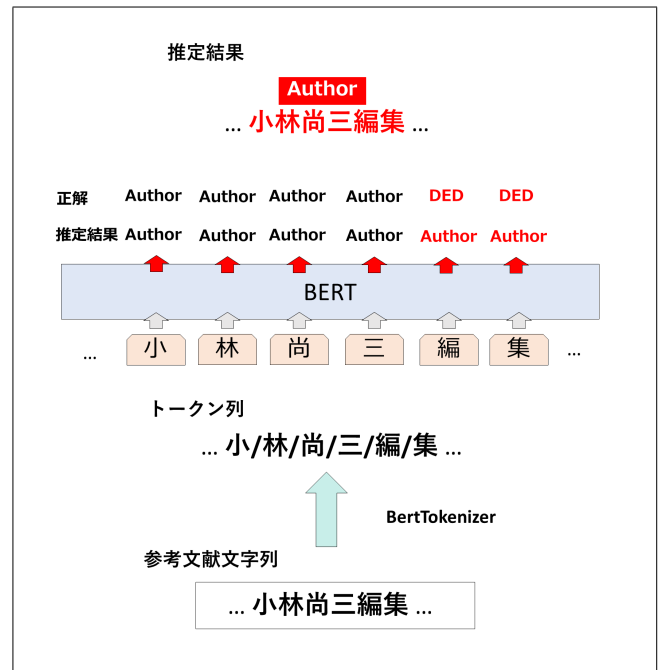 推定結果
Author
... 小林尚三編集 ...
正解 Author Author Author Author DED DED
推定結果 Author Author Author Author Author Author
BERT
... 小 林 尚 三 編 集 ...
トークン列
... 小/林/尚/三/編/集 ...
BertTokenizer
参考文献文字列
... 小林尚三編集 ...